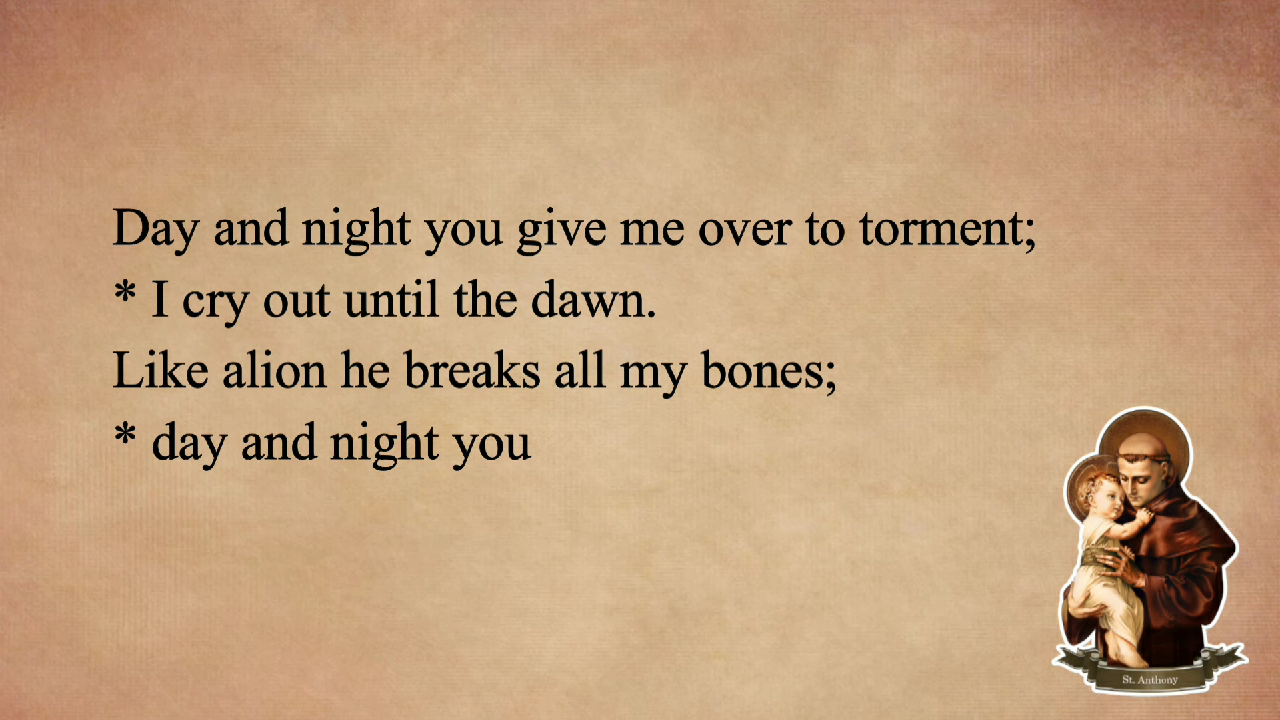 Day and night you give me over to torment;
* I cry out until the dawn.
Like alion he breaks all my bones;
* day and night you
St. Anthony